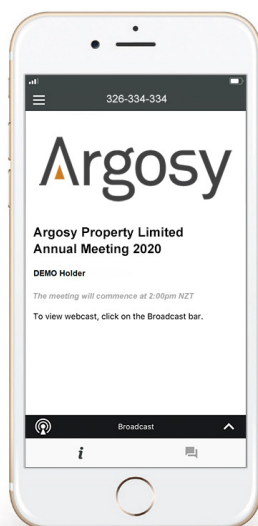 326-334-334
Argosy
Argosy Property Limited
Annual Meeting 2020
DEMO Holder
The meeting will commence at 2:00pm NZT
To view webcast, click on the Broadcast bar.
Broadcast
i